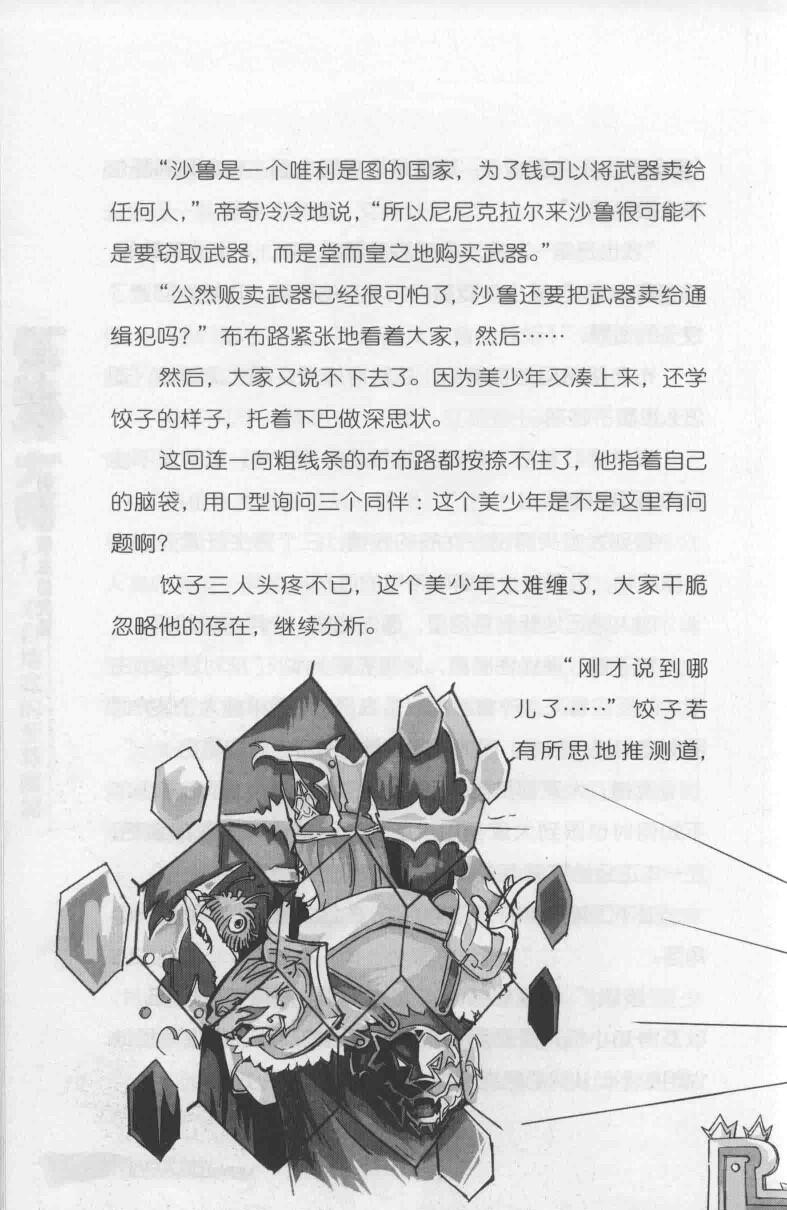 “沙鲁是一个唯利是图的国家，为了钱可以将武器卖给
任何人，”帝奇冷冷地说，“所以尼尼克拉尔来沙鲁很可能不
是要窃取武器，而是堂而皇之地购买武器。”
“公然贩卖武器已经很可怕了，沙鲁还要把武器卖给通
缉犯吗？”布布路紧张地看着大家，然后……
然后，大家又说不下去了。因为美少年又凑上来，还学
饺子的样子，托着下巴做深思状。
这回连一向粗线条的布布路都按捺不住了，他指着自己
的脑袋，用口型询问三个同伴：这个美少年是不是这里有问
题啊？
饺子三人头疼不已，这个美少年太难缠了，大家干脆
忽略他的存在，继续分析。
“刚才说到哪
儿了……”饺子若
有所思地推测道，